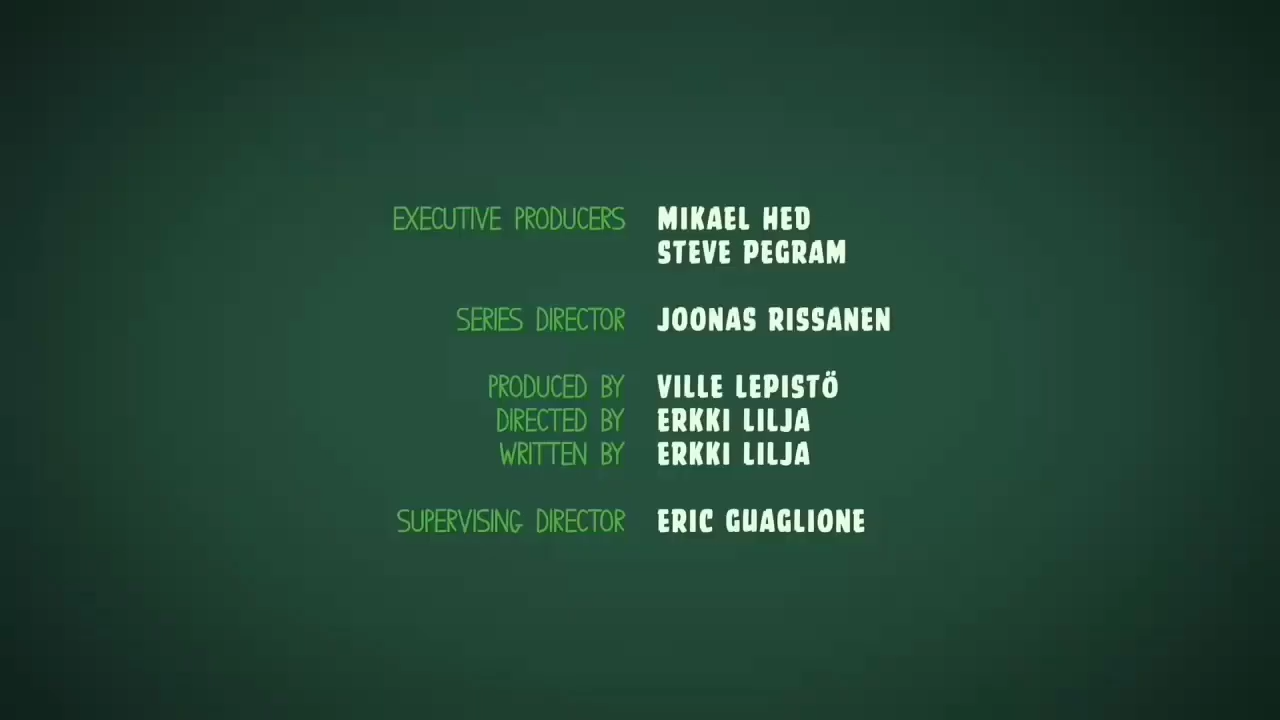 EXECUTIVE PRODUCERS MIKAEL HED
STEVE PEGRAM
SERIES DIRECTOR JOONAS RISSANEN
PRODUCED BY VILLE LEPISTÖ
DIRECTED BY ERKKI LILJA
WRITTEN BY ERKKI LILJA
SUPERVISING DIRECTOR ERIC GUAGLIONE